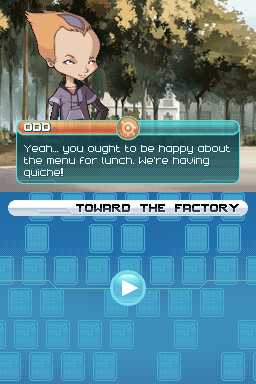 ODD
Yeah... you ought to be happy about
the menu for lunch. We're having
quiche!
TOWARD THE FACTORY